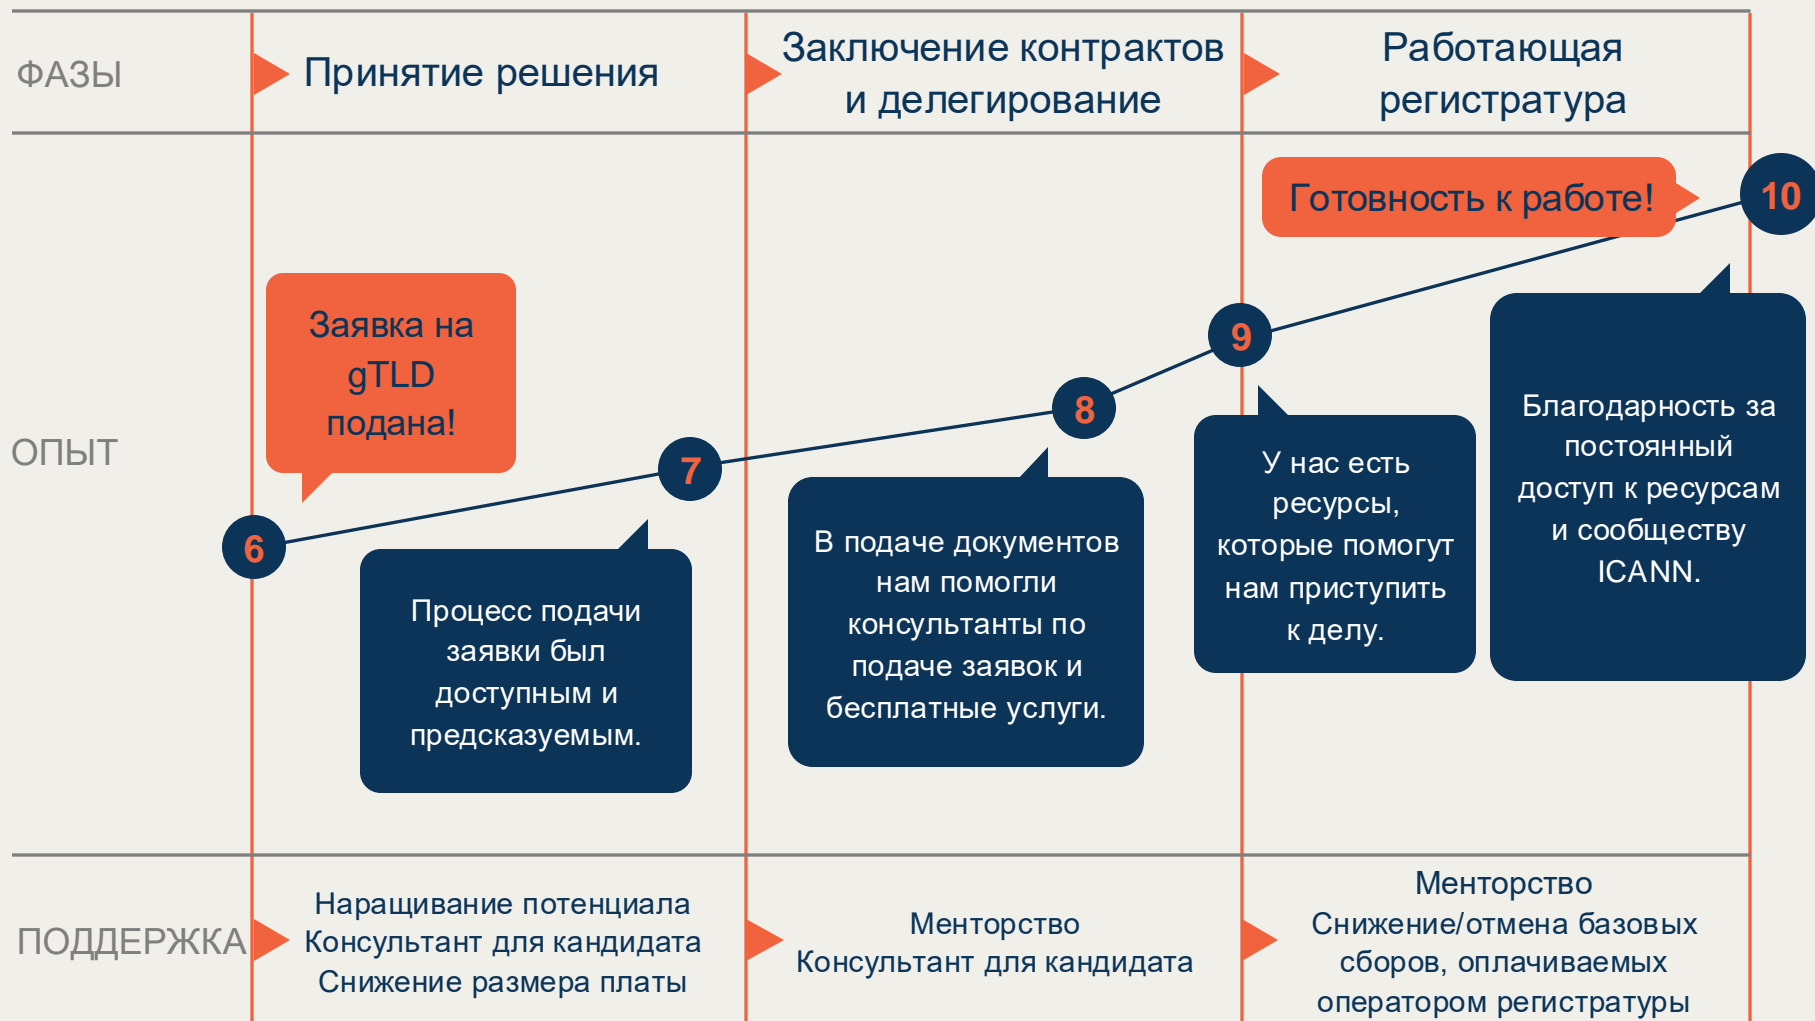 ФАЗЫ
Принятие решения
Заключение контрактов
и делегирование
Работающая
регистратура
ОПЫТ
Готовность к работе!
10
Заявка на
gTLD
подана!
9
8
7
6
Процесс подачи
заявки был
доступным и
предсказуемым.
В подаче документов
нам помогли
консультанты по
подаче заявок и
бесплатные услуги.
У нас есть
ресурсы,
которые помогут
нам приступить
к делу.
Благодарность за
постоянный
доступ к ресурсам
и сообществу
ICANN.
ПОДДЕРЖКА
Наращивание потенциала
Консультант для кандидата
Снижение размера платы
Менторство
Консультант для кандидата
Менторство
Снижение/отмена базовых
сборов, оплачиваемых
оператором регистратуры